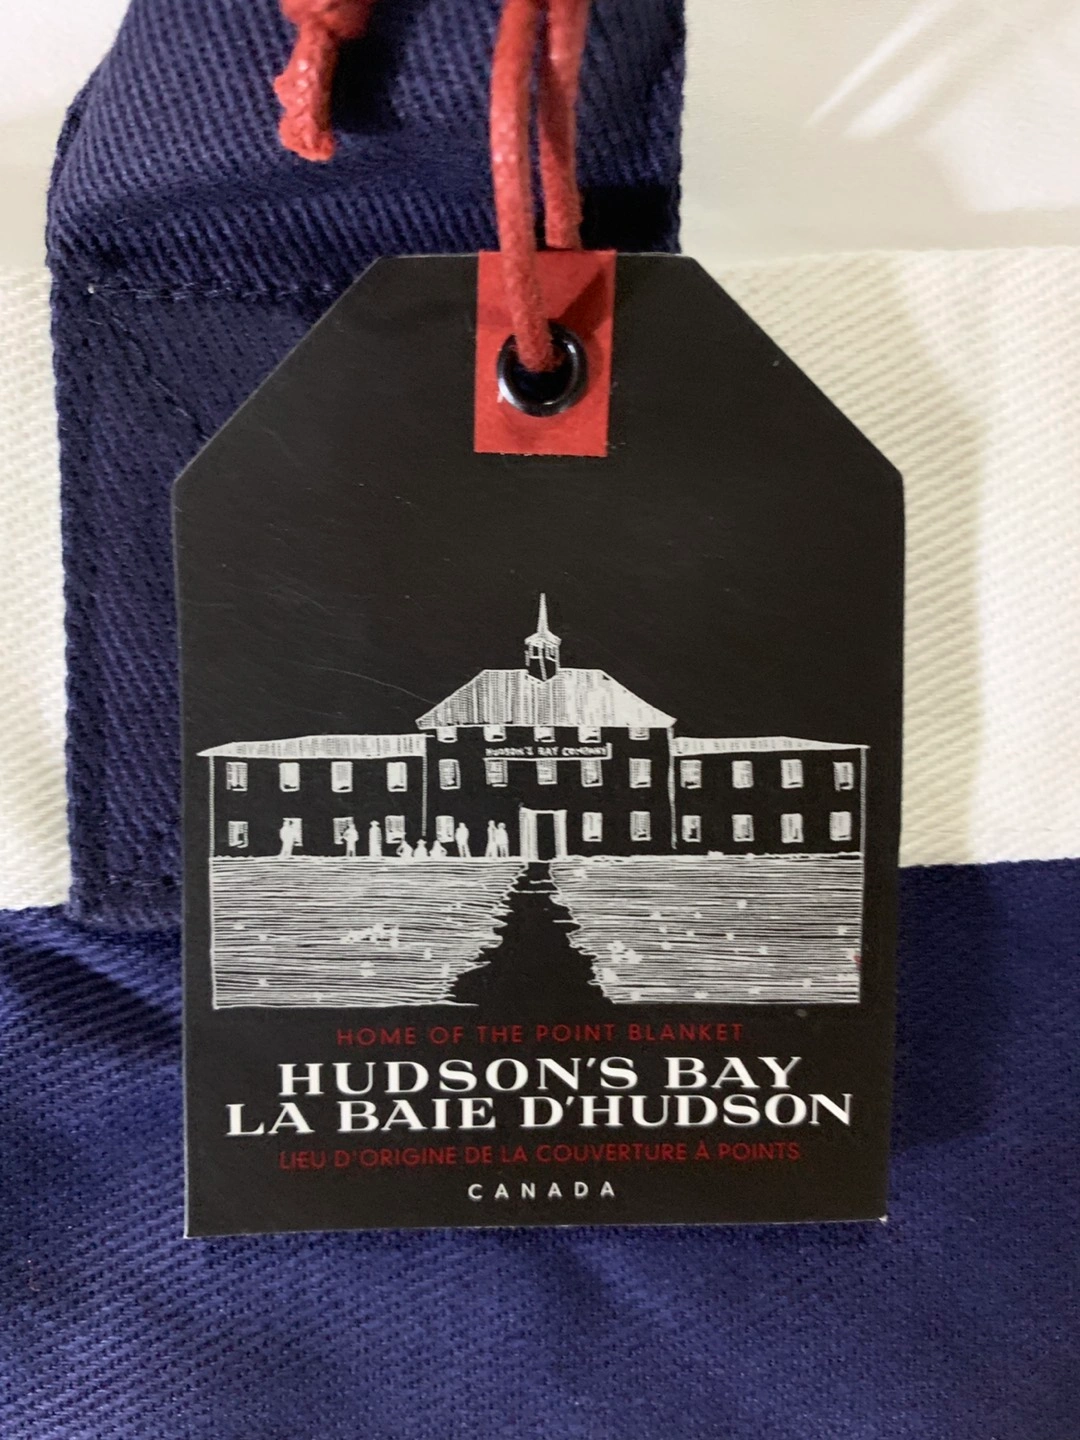 HUDSON'S BAY COMPANY
HOME OF THE POINT BLANKET
HUDSON'S BAY
LA BAIE D'HUDSON
LIEU D'ORIGINE DE LA COUVERTURE À POINTS
CANADA